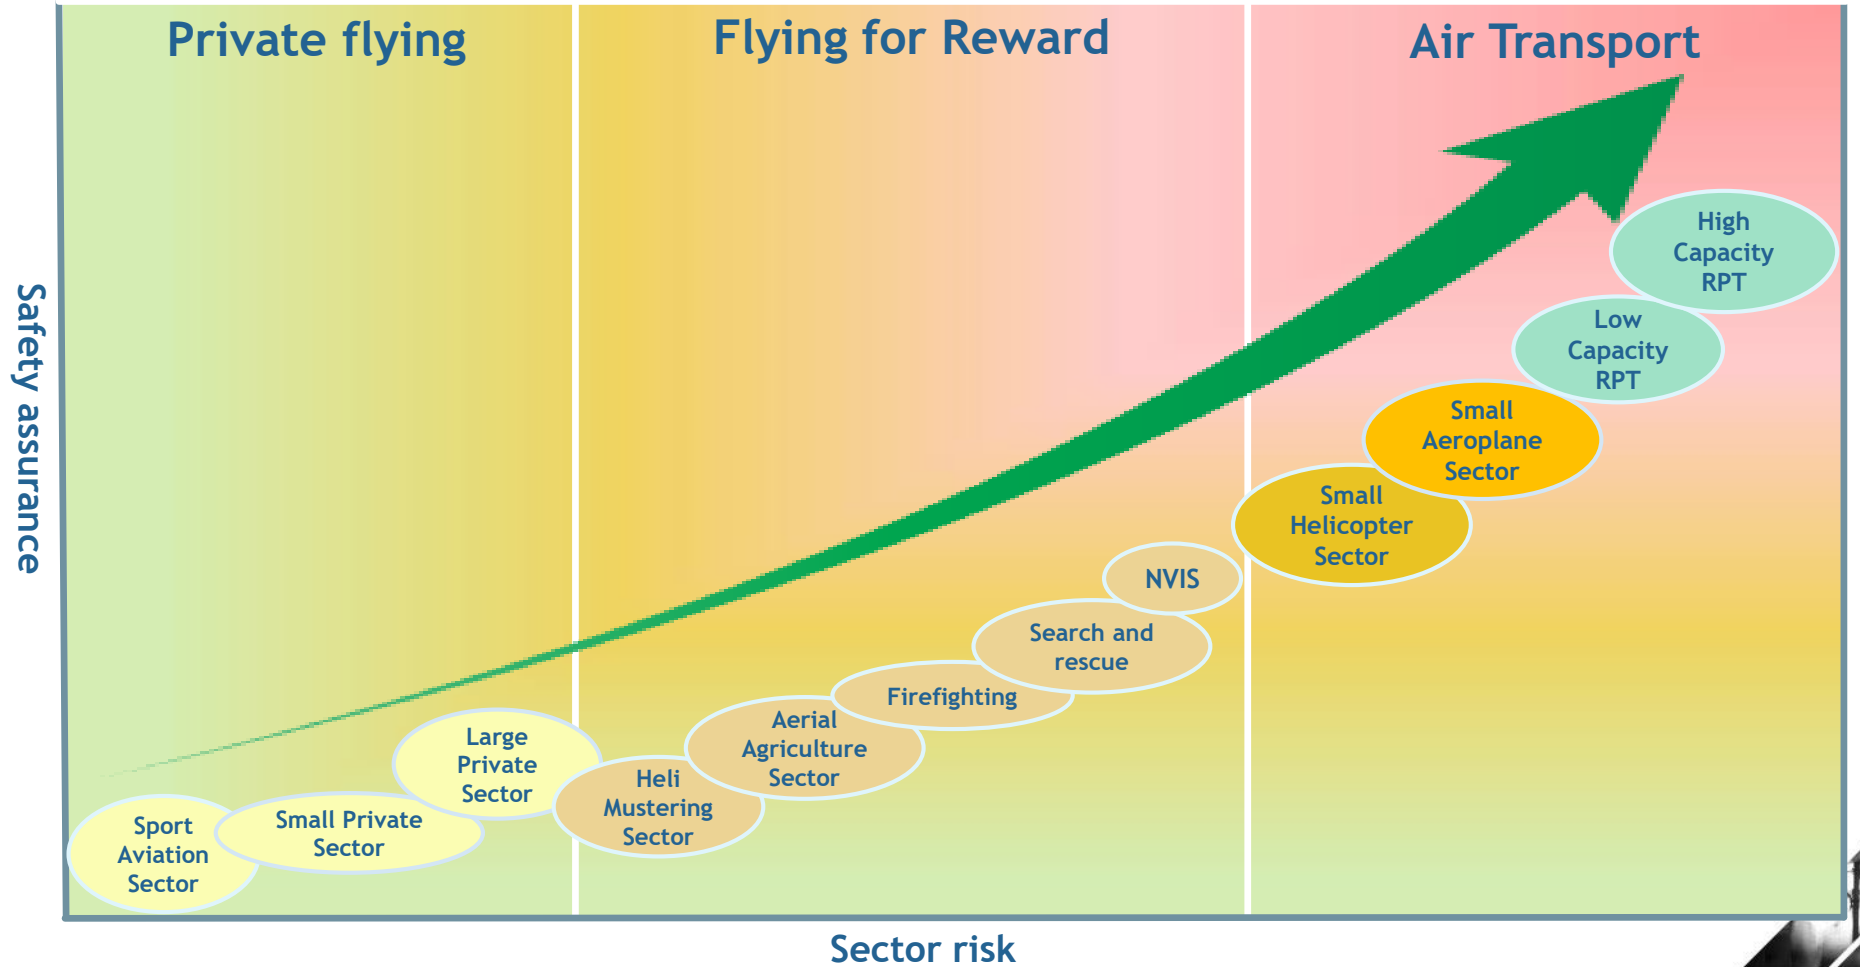 Private flying
Flying for Reward
Air Transport
Safety assurance
High
Capacity
RPT
Low
Capacity
RPT
Small
Aeroplane
Sector
Small
Helicopter
Sector
NVIS
Search and
rescue
Firefighting
Aerial
Agriculture
Sector
Heli
Mustering
Sector
Large
Private
Sector
Small Private
Sector
Sport
Aviation
Sector
Sector risk